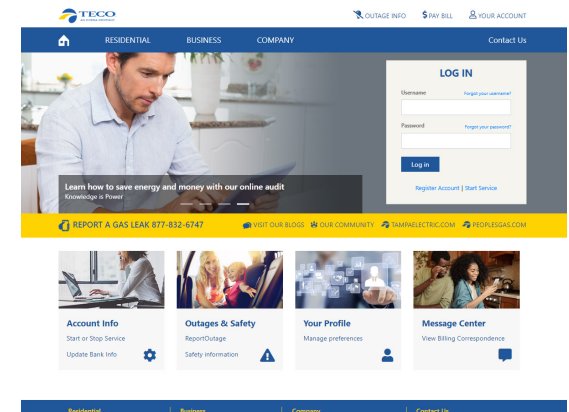 TECO
OUTAGE INFO
$ PAY BILL
YOUR ACCOUNT
RESIDENTIAL
BUSINESS
COMPANY
Contact Us
LOG IN
Username
Forgot your username?
Password
Forgot your password?
Log in
Register Account | Start Service
Learn how to save energy and money with our online audit
Knowledge is Power
REPORT A GAS LEAK 877-832-6747
VISIT OUR BLOGS
OUR COMMUNITY
TAMPAELECTRIC.COM
PEOPLESGAS.COM
Account Info
Start or Stop Service
Update Bank Info
Outages & Safety
ReportOutage
Safety information
Your Profile
Manage preferences
Message Center
View Billing Correspondence
Residential
Business
Company
Contact Us